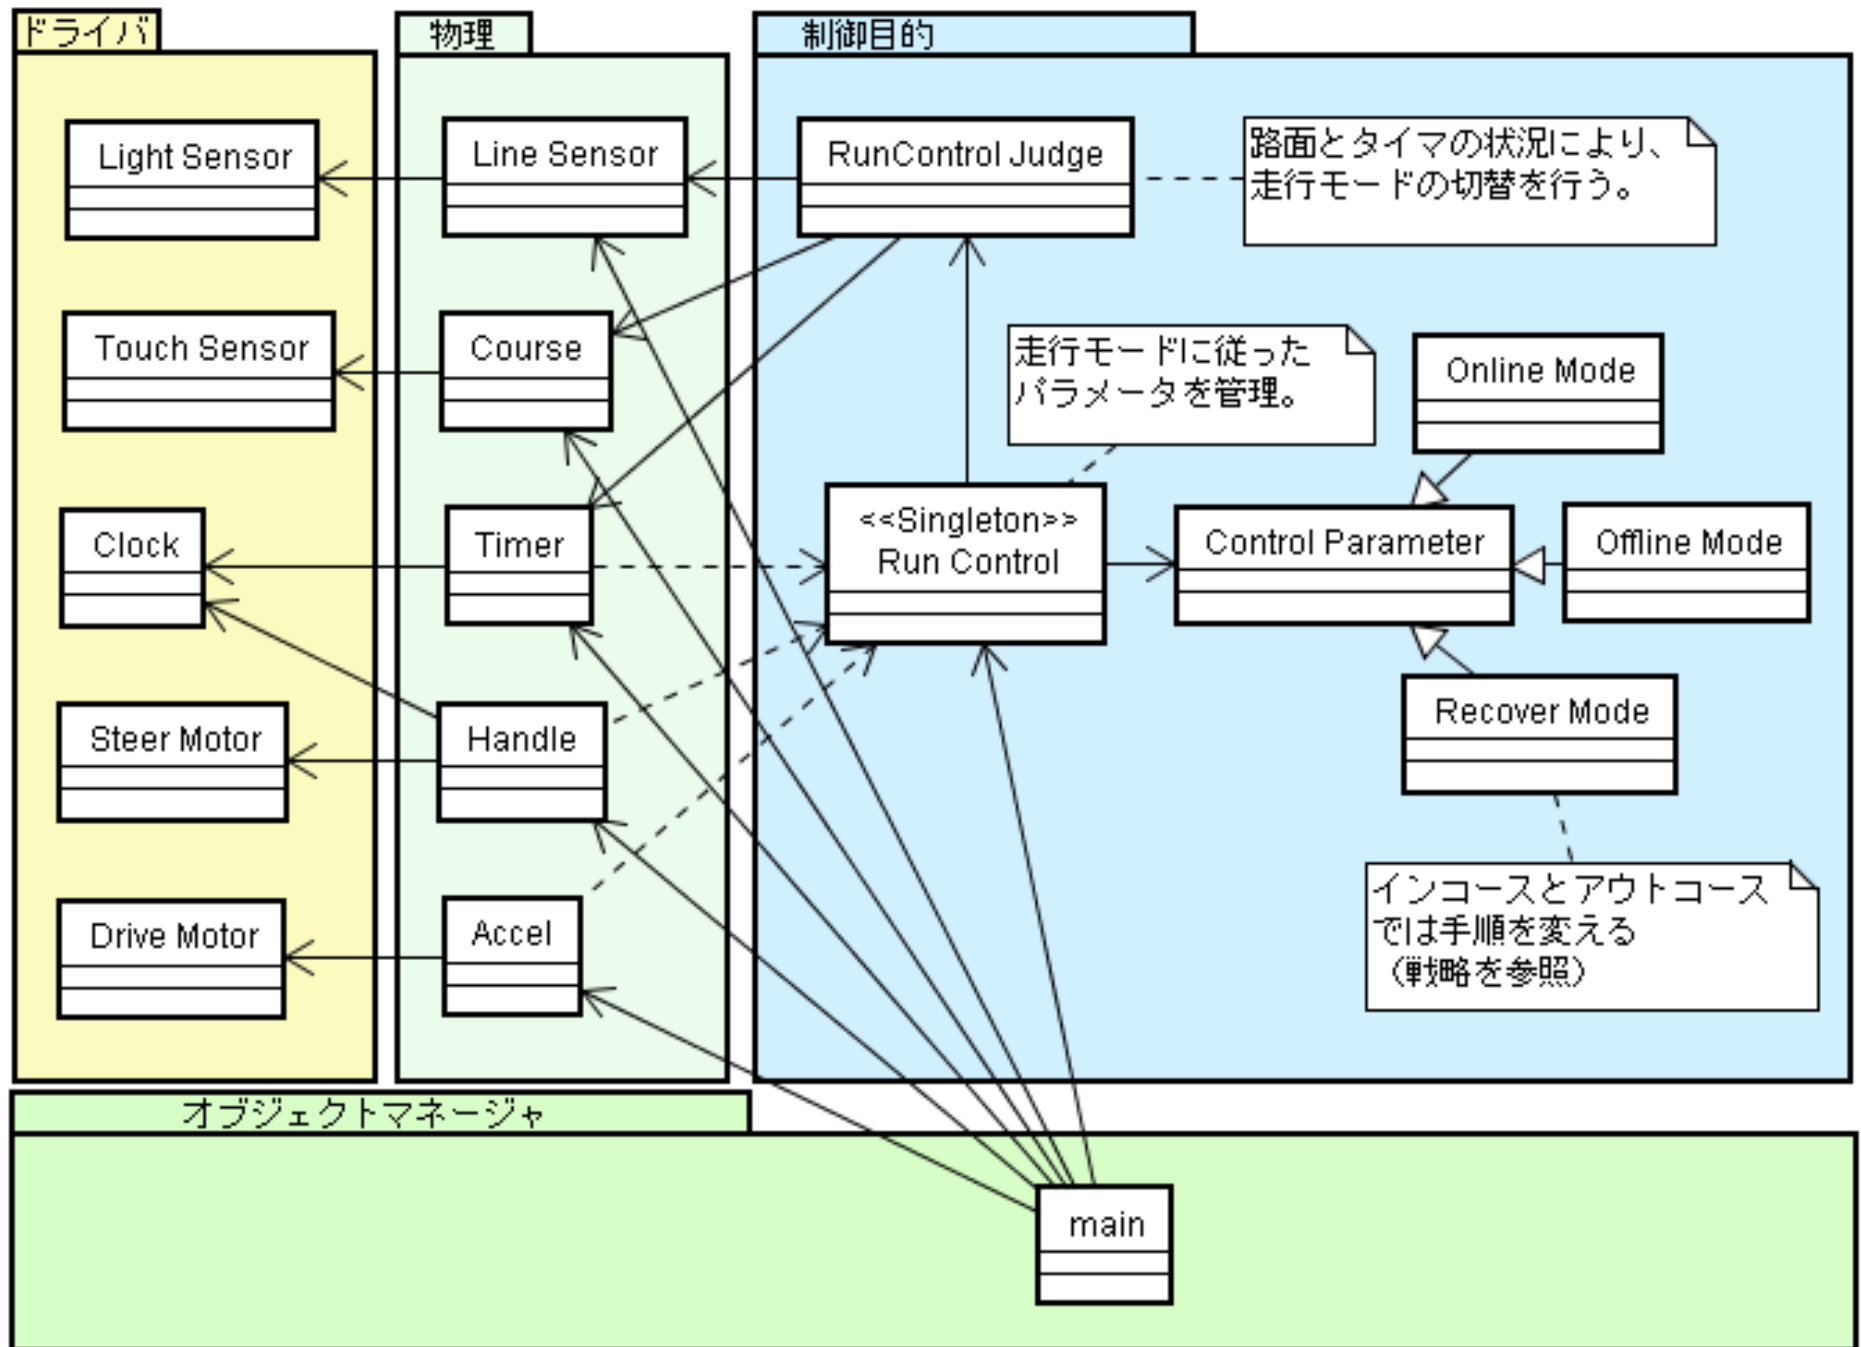 ドライバ
物理
制御目的
Light Sensor
Line Sensor
RunControl Judge
路面とタイマの状況により、
走行モードの切替を行う。
Touch Sensor
Course
走行モードに従った
パラメータを管理。
Online Mode
Clock
Timer
<<Singleton>>
Run Control
Control Parameter
Offline Mode
Steer Motor
Handle
Recover Mode
Drive Motor
Accel
インコースとアウトコース
では手順を変える
（戦略を参照）
オブジェクトマネージャ
main